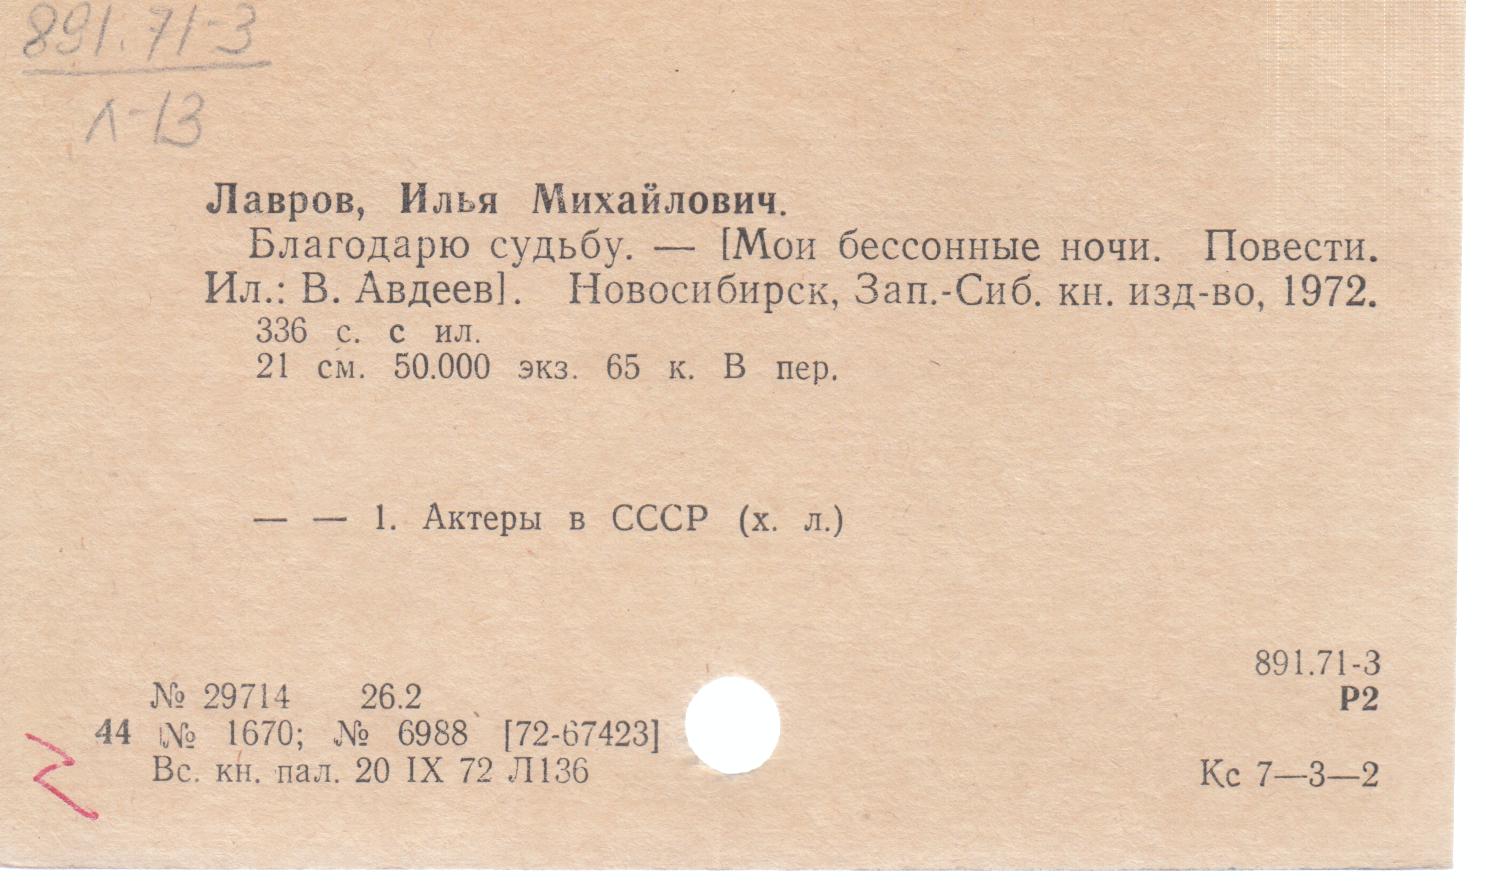 891.71-3
Л-13
Лавров, Илья Михайлович.
Благодарю судьбу. — [Мои бессонные ночи. Повести.
Ил.: В. Авдеев]. Новосибирск, Зап.-Сиб. кн. изд-во, 1972.
336 с. с ил.
21 см. 50.000 экз. 65 к. В пер.
— — 1. Актеры в СССР (х. л.)
891.71-3
Р2
№ 29714 26.2
44 № 1670; № 6988 [72-67423]
Вс. кн. пал. 20 IX 72 Л136
Кс 7—3—2